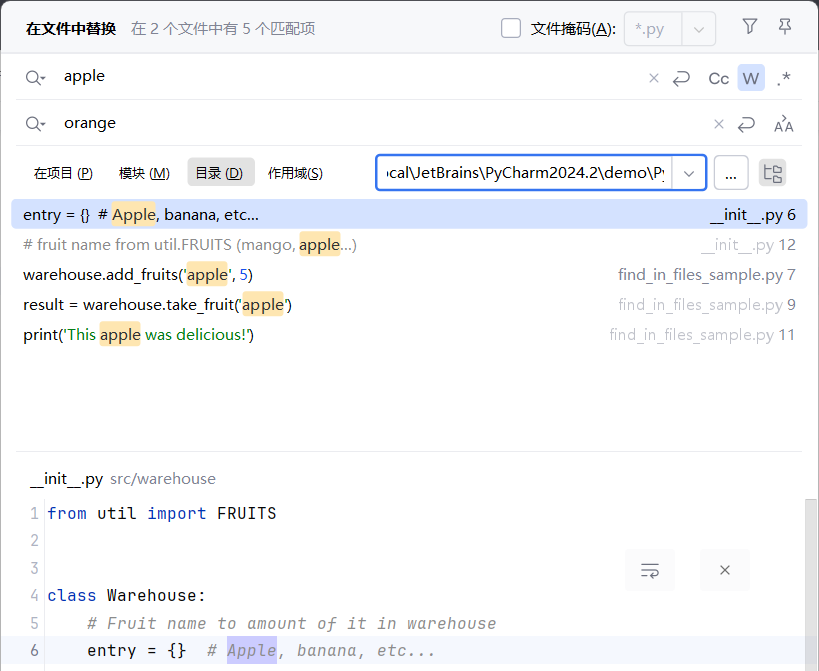 在文件中替换 在 2 个文件中有 5 个匹配项 文件掩码(A): *.py
apple Cc W .*
orange AA
在项目 (P) 模块 (M) 目录 (D) 作用域(S) cal\JetBrains\PyCharm2024.2\demo\Py ...
entry = {} # Apple, banana, etc... __init__.py 6
# fruit name from util.FRUITS (mango, apple...) __init__.py 12
warehouse.add_fruits('apple', 5) find_in_files_sample.py 7
result = warehouse.take_fruit('apple') find_in_files_sample.py 9
print('This apple was delicious!') find_in_files_sample.py 11
__init__.py src/warehouse
1 from util import FRUITS
2
3
4 class Warehouse:
5 # Fruit name to amount of it in warehouse
6 entry = {} # Apple, banana, etc...